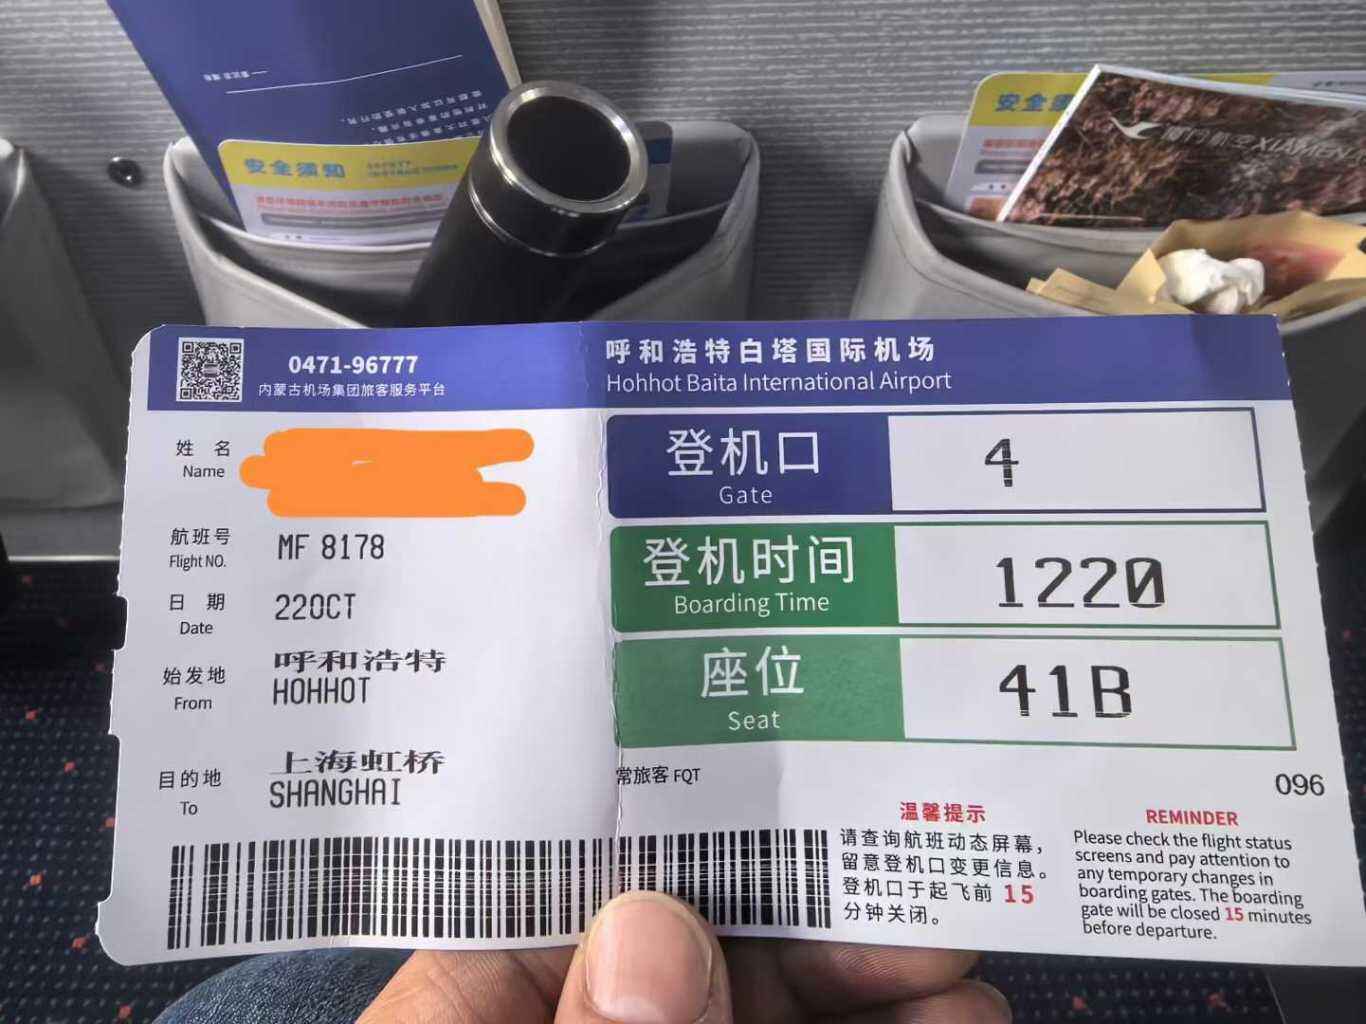 安全须知
安全须
XIAMEN
0471-96777
内蒙古机场集团旅客服务平台
呼和浩特白塔国际机场
Hohhot Baita International Airport
姓 名
Name
航班号
Flight NO.
MF 8178
日 期
Date
22OCT
始发地
From
呼和浩特
HOHHOT
目的地
To
上海虹桥
SHANGHAI
登机口
Gate
4
登机时间
Boarding Time
1220
座位
Seat
41B
常旅客 FQT
096
温馨提示
请查询航班动态屏幕，
留意登机口变更信息。
登机口于起飞前 15
分钟关闭。
REMINDER
Please check the flight status
screens and pay attention to
any temporary changes in
boarding gates. The boarding
gate will be closed 15 minutes
before departure.